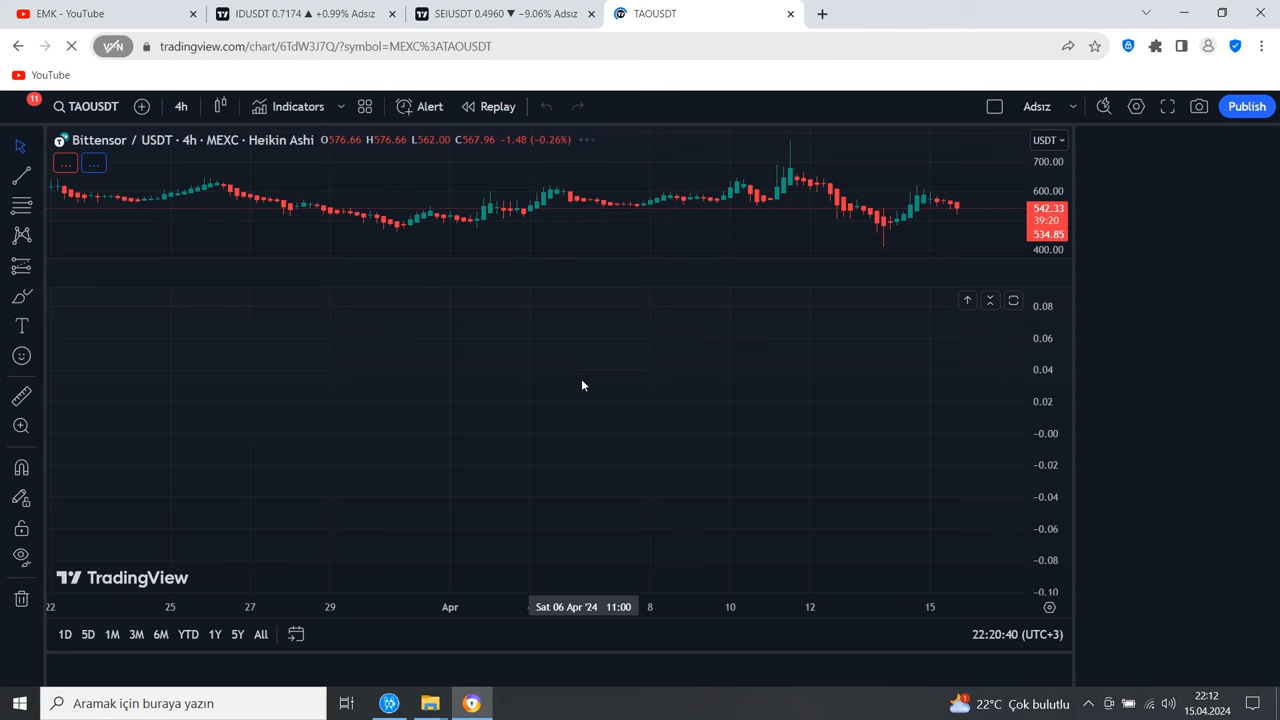 EMK - YouTube
IDUSDT 0.7174 ▲ +0.99% Adsız
SEIUSDT 0.4960 ▼ −9.06% Adsız
TAOUSDT
VPN
tradingview.com/chart/6TdW3J7Q/?symbol=MEXC%3ATAOUSDT
YouTube
11
TAOUSDT
4h
Indicators
Alert
Replay
Adsız
Publish
Bittensor / USDT · 4h · MEXC · Heikin Ashi O576.66 H576.66 L562.00 C567.96 −1.48 (−0.26%)
USDT
...
...
700.00
600.00
542.33
39:20
534.85
400.00
0.08
0.06
0.04
0.02
−0.00
−0.02
−0.04
−0.06
−0.08
−0.10
TradingView
22
25
27
29
Apr
Sat 06 Apr '24 11:00
8
10
12
15
1D 5D 1M 3M 6M YTD 1Y 5Y All
22:20:40 (UTC+3)
Aramak için buraya yazın
22°C Çok bulutlu
22:12
15.04.2024